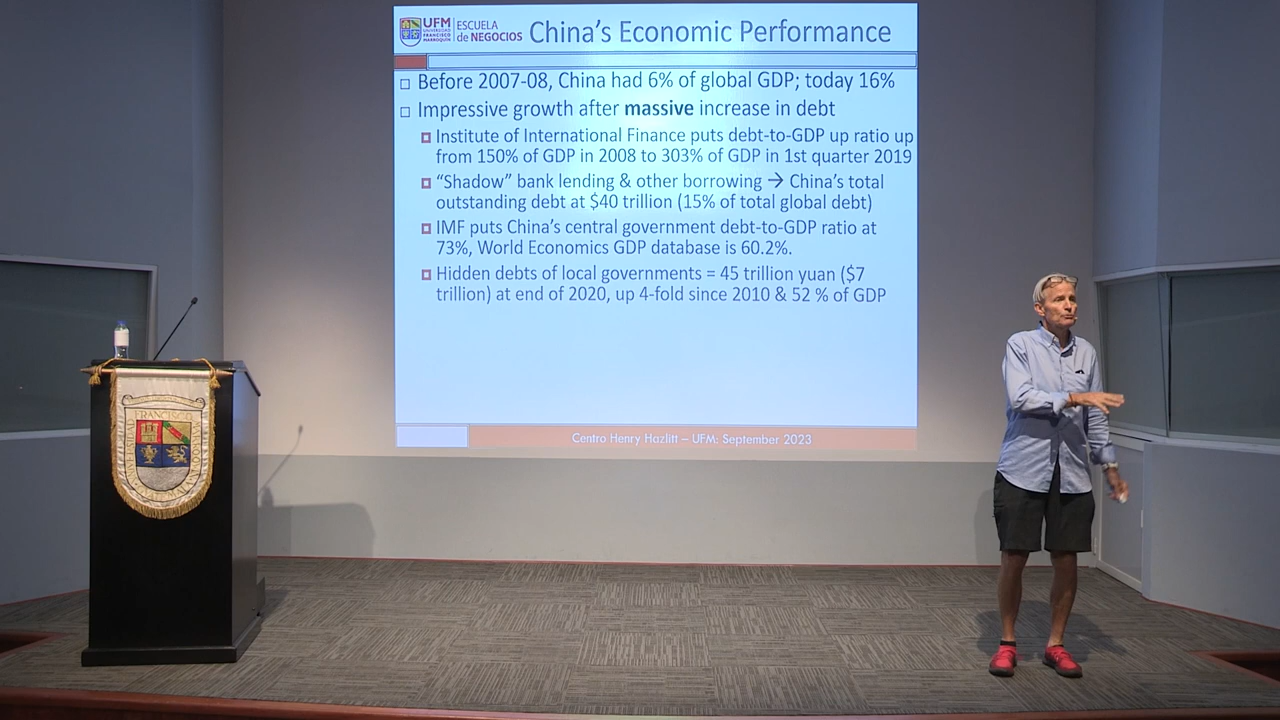 UFM
UNIVERSIDAD
FRANCISCO
MARROQUÍN
ESCUELA
de NEGOCIOS
China's Economic Performance
Before 2007-08, China had 6% of global GDP; today 16%
Impressive growth after massive increase in debt
Institute of International Finance puts debt-to-GDP up ratio up
from 150% of GDP in 2008 to 303% of GDP in 1st quarter 2019
"Shadow" bank lending & other borrowing → China's total
outstanding debt at $40 trillion (15% of total global debt)
IMF puts China's central government debt-to-GDP ratio at
73%, World Economics GDP database is 60.2%.
Hidden debts of local governments = 45 trillion yuan ($7
trillion) at end of 2020, up 4-fold since 2010 & 52 % of GDP
Centro Henry Hazlitt – UFM: September 2023
FRANCISCO